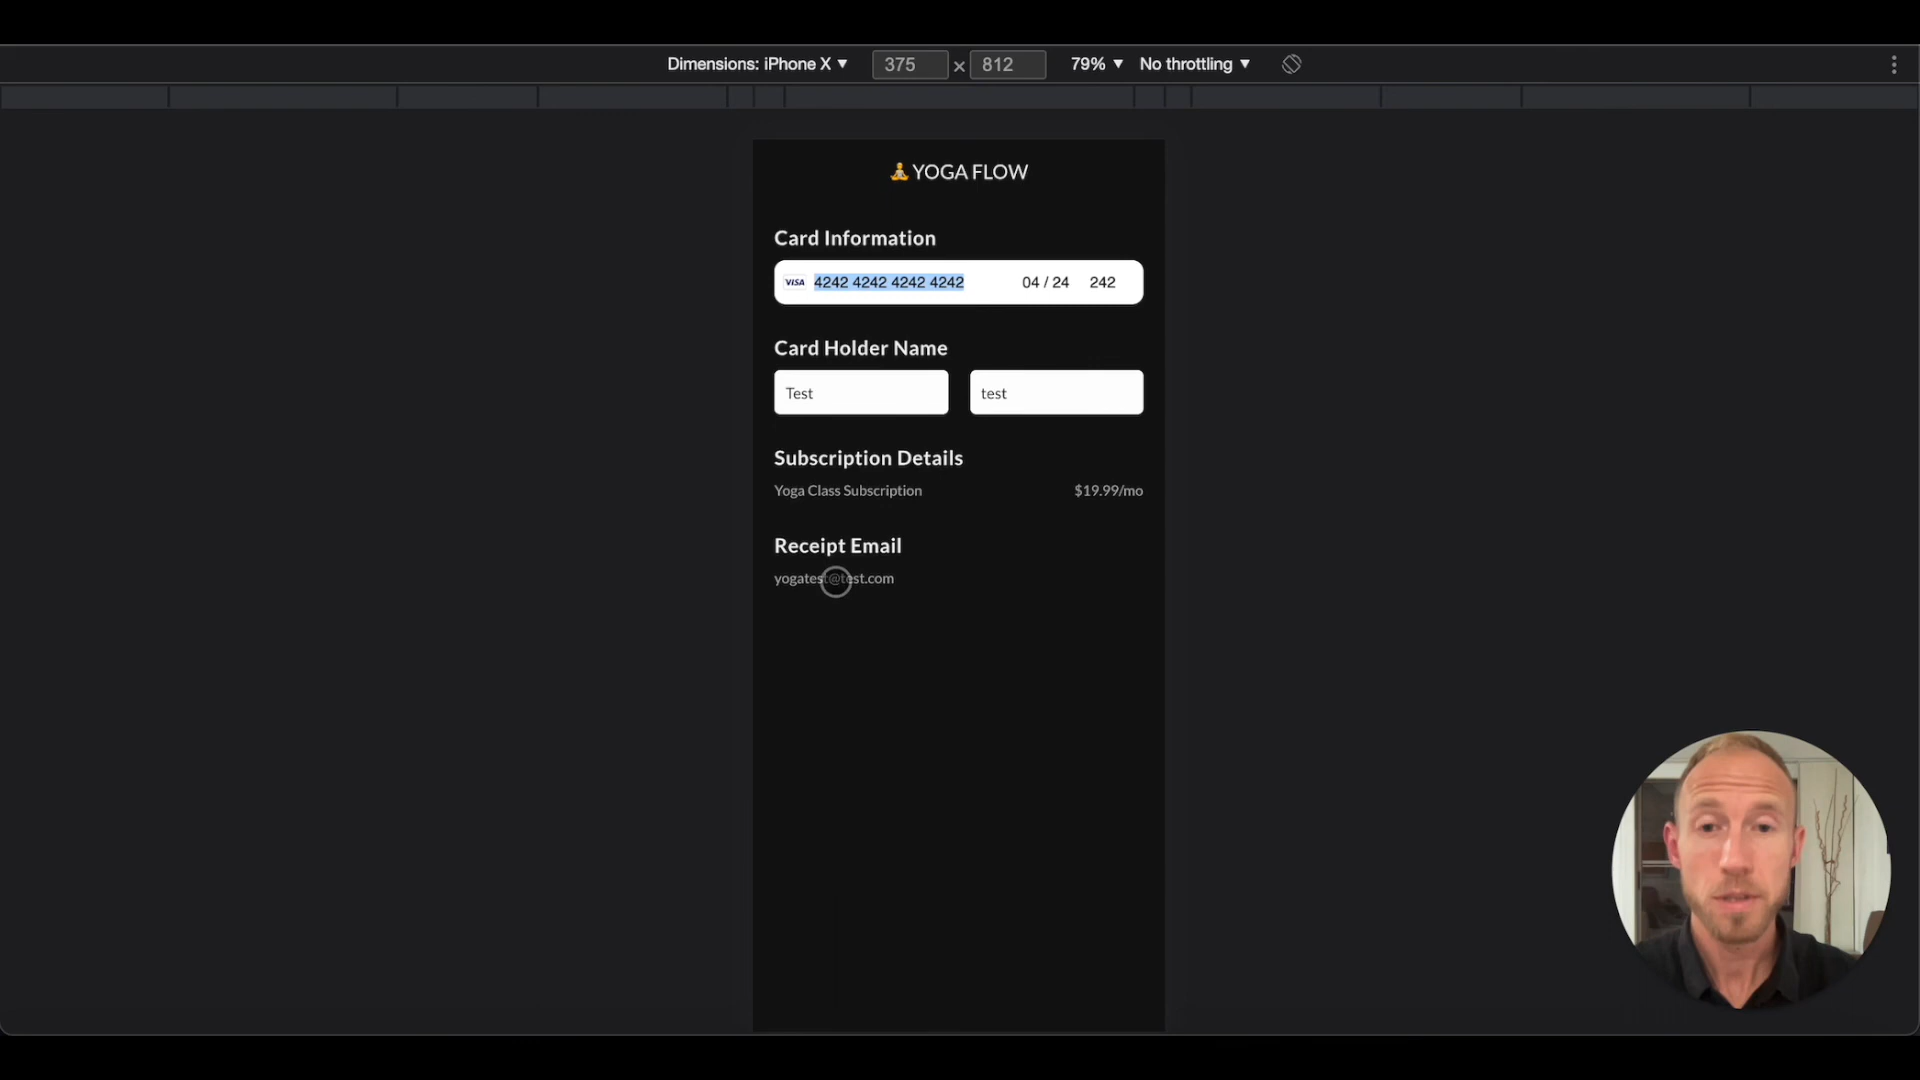 Dimensions: iPhone X 375 × 812 79% No throttling
YOGA FLOW
Card Information
VISA 4242 4242 4242 4242 04 / 24 242
Card Holder Name
Test test
Subscription Details
Yoga Class Subscription $19.99/mo
Receipt Email
yogatest@test.com